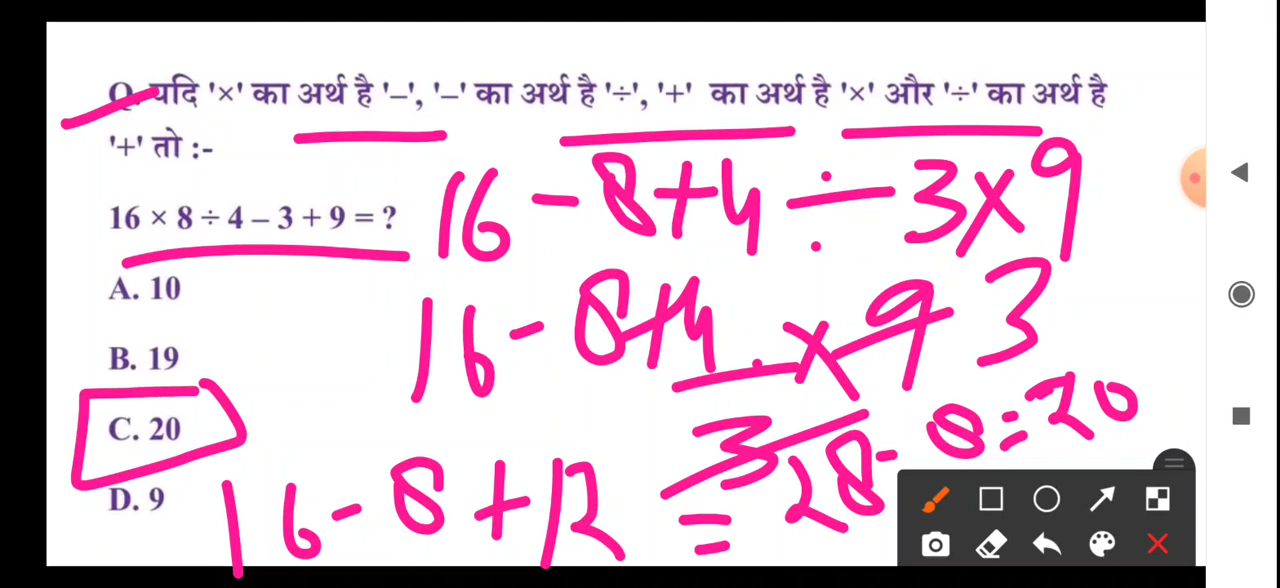 Q. यदि '×' का अर्थ है '–', '–' का अर्थ है '÷', '+' का अर्थ है '×' और '÷' का अर्थ है
'+' तो :-
16 - 8 + 4 ÷ 3 × 9
16 × 8 ÷ 4 – 3 + 9 = ?
A. 10
16 - 8 + 4 × 9 3
B. 19
3
C. 20
28 - 8 = 20
D. 9
16 - 8 + 12 =